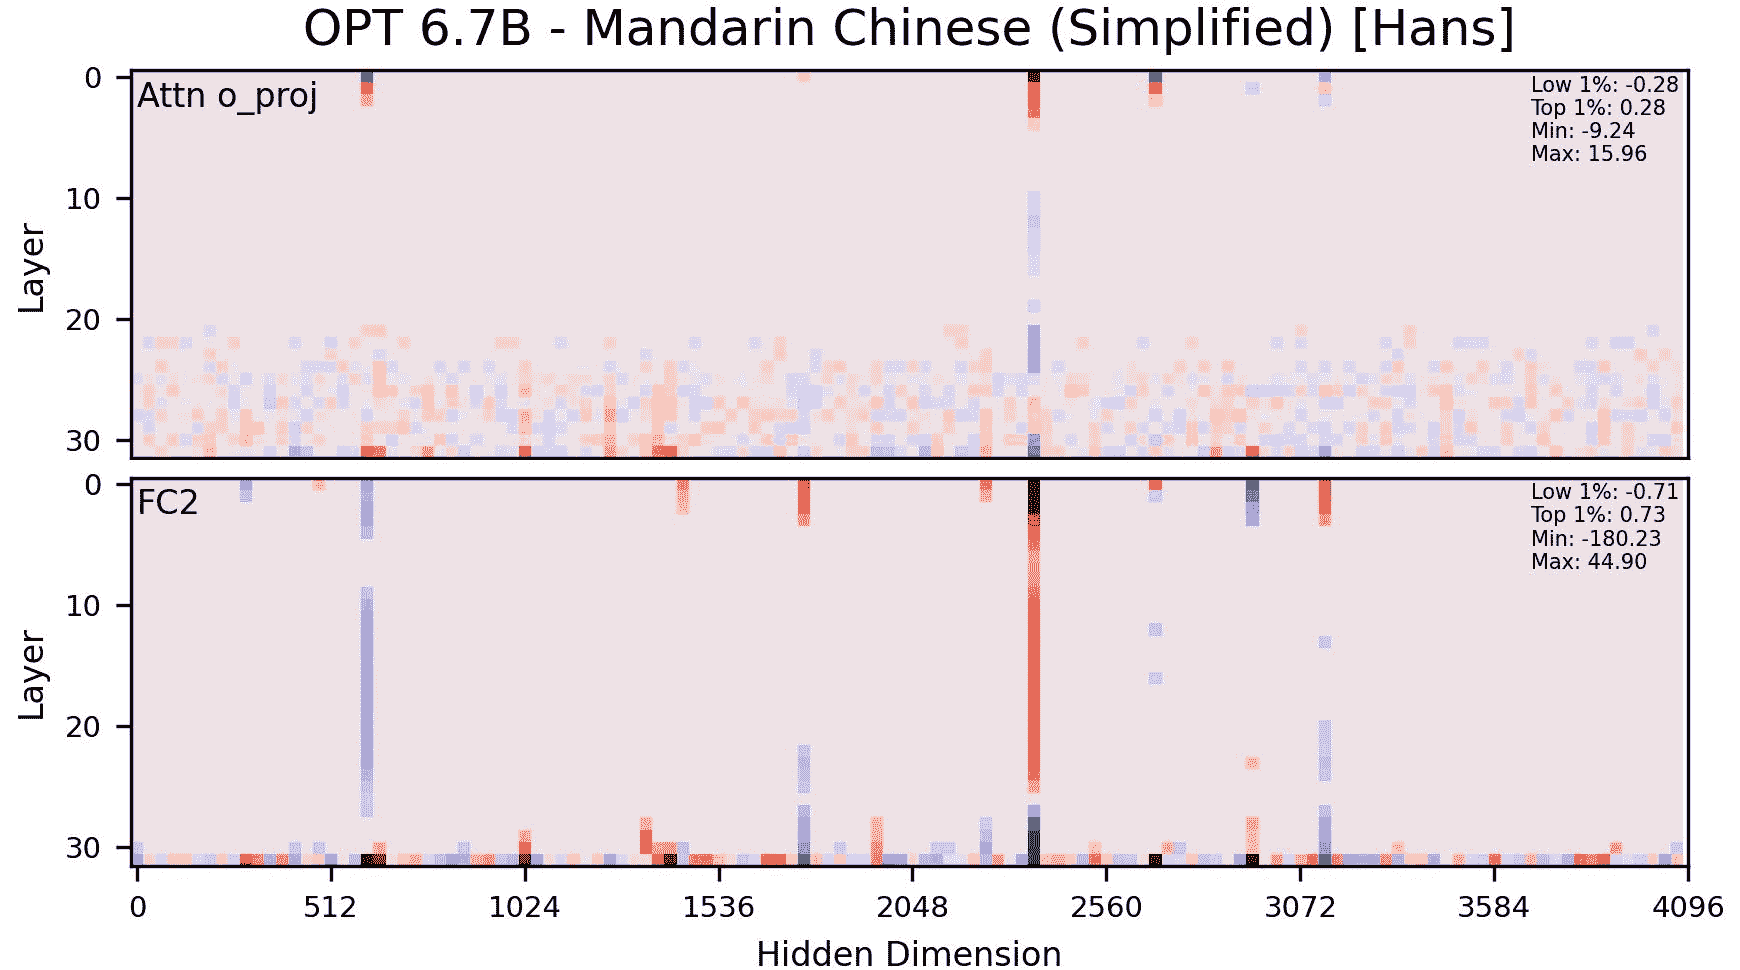 OPT 6.7B - Mandarin Chinese (Simplified) [Hans]
0
10
20
30
Layer
Attn o_proj
Low 1%: -0.28
Top 1%: 0.28
Min: -9.24
Max: 15.96
0
10
20
30
Layer
FC2
Low 1%: -0.71
Top 1%: 0.73
Min: -180.23
Max: 44.90
0 512 1024 1536 2048 2560 3072 3584 4096
Hidden Dimension